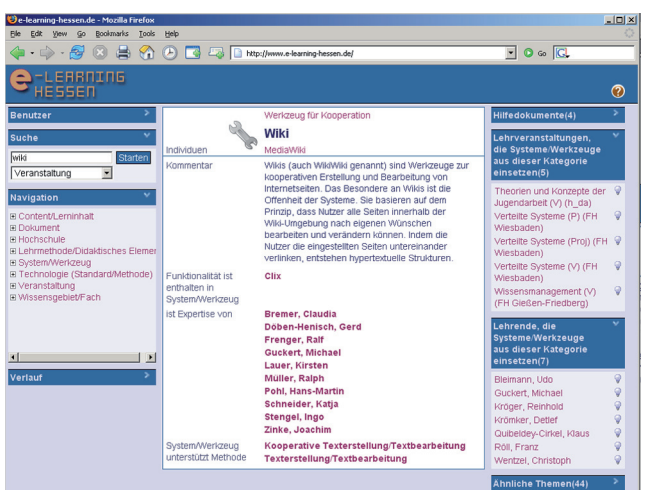 e-learning-hessen.de - Mozilla Firefox
File Edit View Go Bookmarks Tools Help
http://www.e-learning-hessen.de/
Go
e-LEARNING
HESSEN
Benutzer
Suche
wiki Starten
Veranstaltung
Navigation
Content/Lerninhalt
Dokument
Hochschule
Lehrmethode/Didaktisches Elemer
System/Werkzeug
Technologie (Standard/Methode)
Veranstaltung
Wissensgebiet/Fach
Verlauf
Werkzeug für Kooperation
Wiki
Individuen MediaWiki
Kommentar Wikis (auch WikiWiki genannt) sind Werkzeuge zur
kooperativen Erstellung und Bearbeitung von
Internetseiten. Das Besondere an Wikis ist die
Offenheit der Systeme. Sie basieren auf dem
Prinzip, dass Nutzer alle Seiten innerhalb der
Wiki-Umgebung nach eigenen Wünschen
bearbeiten und verändern können. Indem die
Nutzer die eingestellten Seiten untereinander
verlinken, entstehen hypertextuelle Strukturen.
Funktionalität ist Clix
enthalten in
System/Werkzeug
ist Expertise von Bremer, Claudia
Döben-Henisch, Gerd
Frenger, Ralf
Guckert, Michael
Lauer, Kirsten
Müller, Ralph
Pohl, Hans-Martin
Schneider, Katja
Stengel, Ingo
Zinke, Joachim
System/Werkzeug Kooperative Texterstellung/Textbearbeitung
unterstützt Methode Texterstellung/Textbearbeitung
Hilfedokumente(4)
Lehrveranstaltungen,
die Systeme/Werkzeuge
aus dieser Kategorie
einsetzen(5)
Theorien und Konzepte der
Jugendarbeit (V) (h_da)
Verteilte Systeme (P) (FH
Wiesbaden)
Verteilte Systeme (Proj) (FH
Wiesbaden)
Verteilte Systeme (V) (FH
Wiesbaden)
Wissensmanagement (V)
(FH Gießen-Friedberg)
Lehrende, die
Systeme/Werkzeuge
aus dieser Kategorie
einsetzen(7)
Bleimann, Udo
Guckert, Michael
Kröger, Reinhold
Krömker, Detlef
Quibeldey-Cirkel, Klaus
Röll, Franz
Wentzel, Christoph
Ähnliche Themen(44)